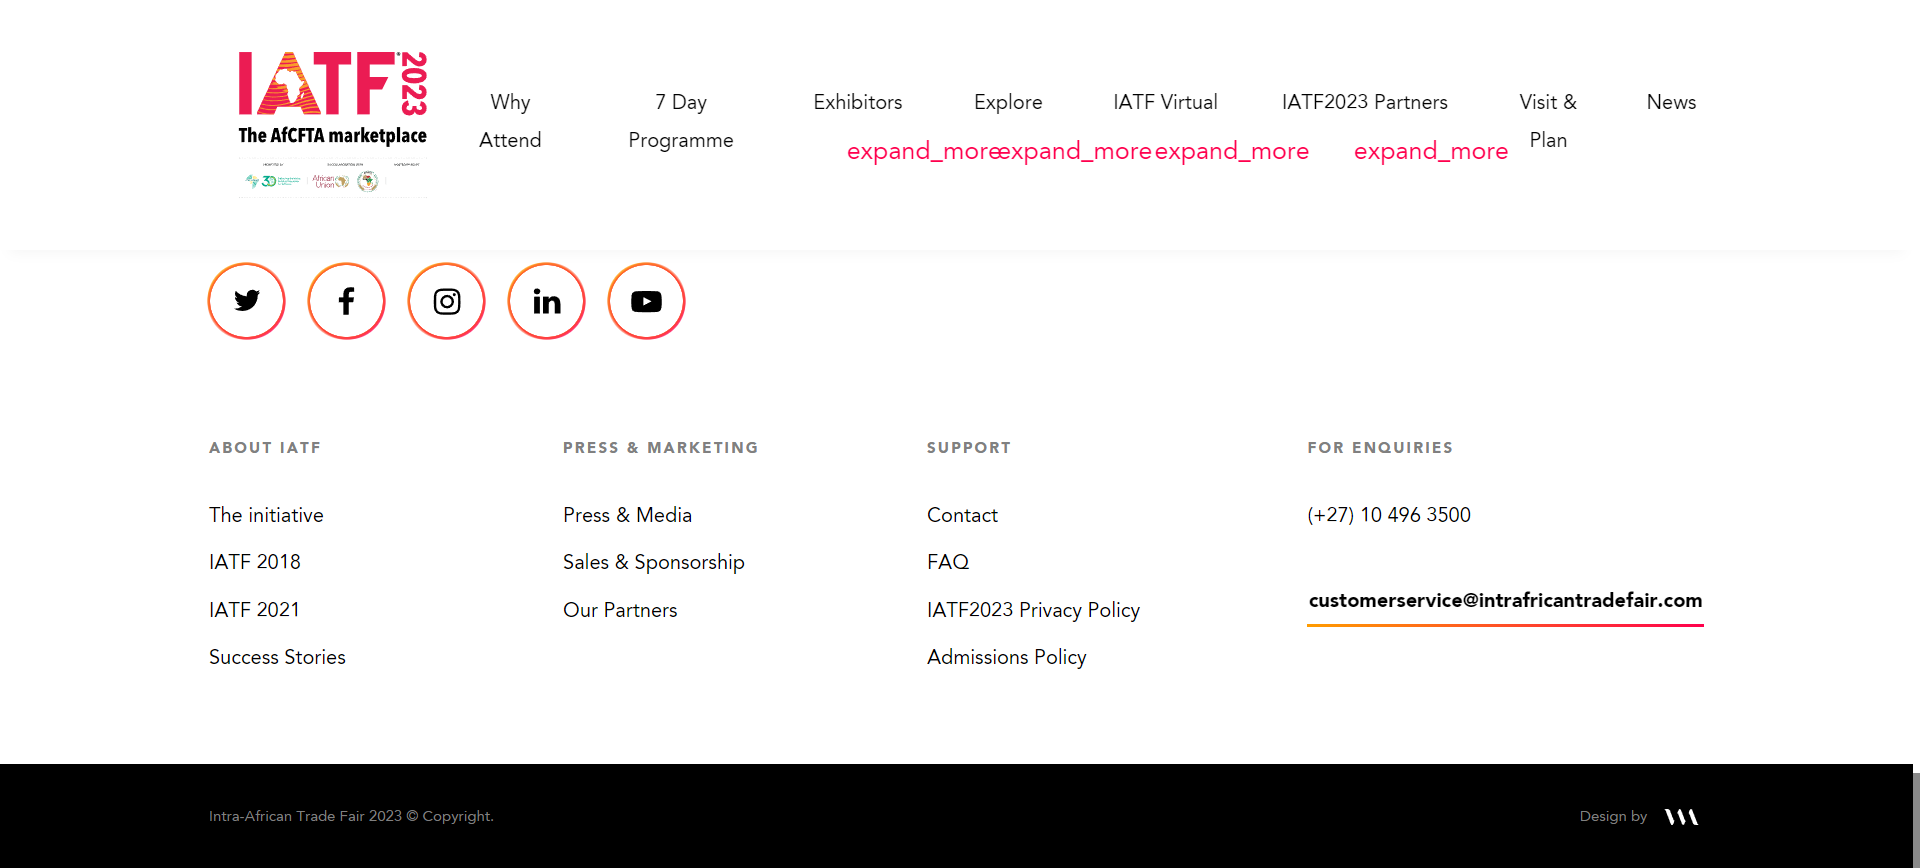 IATF 2023
The AfCFTA marketplace
30
African Union
Why Attend
7 Day Programme
Exhibitors
expand_more
Explore
expand_more
IATF Virtual
expand_more
IATF2023 Partners
expand_more
Visit & Plan
News
ABOUT IATF
The initiative
IATF 2018
IATF 2021
Success Stories
PRESS & MARKETING
Press & Media
Sales & Sponsorship
Our Partners
SUPPORT
Contact
FAQ
IATF2023 Privacy Policy
Admissions Policy
FOR ENQUIRIES
(+27) 10 496 3500
customerservice@intrafricantradefair.com
Intra-African Trade Fair 2023 © Copyright.
Design by